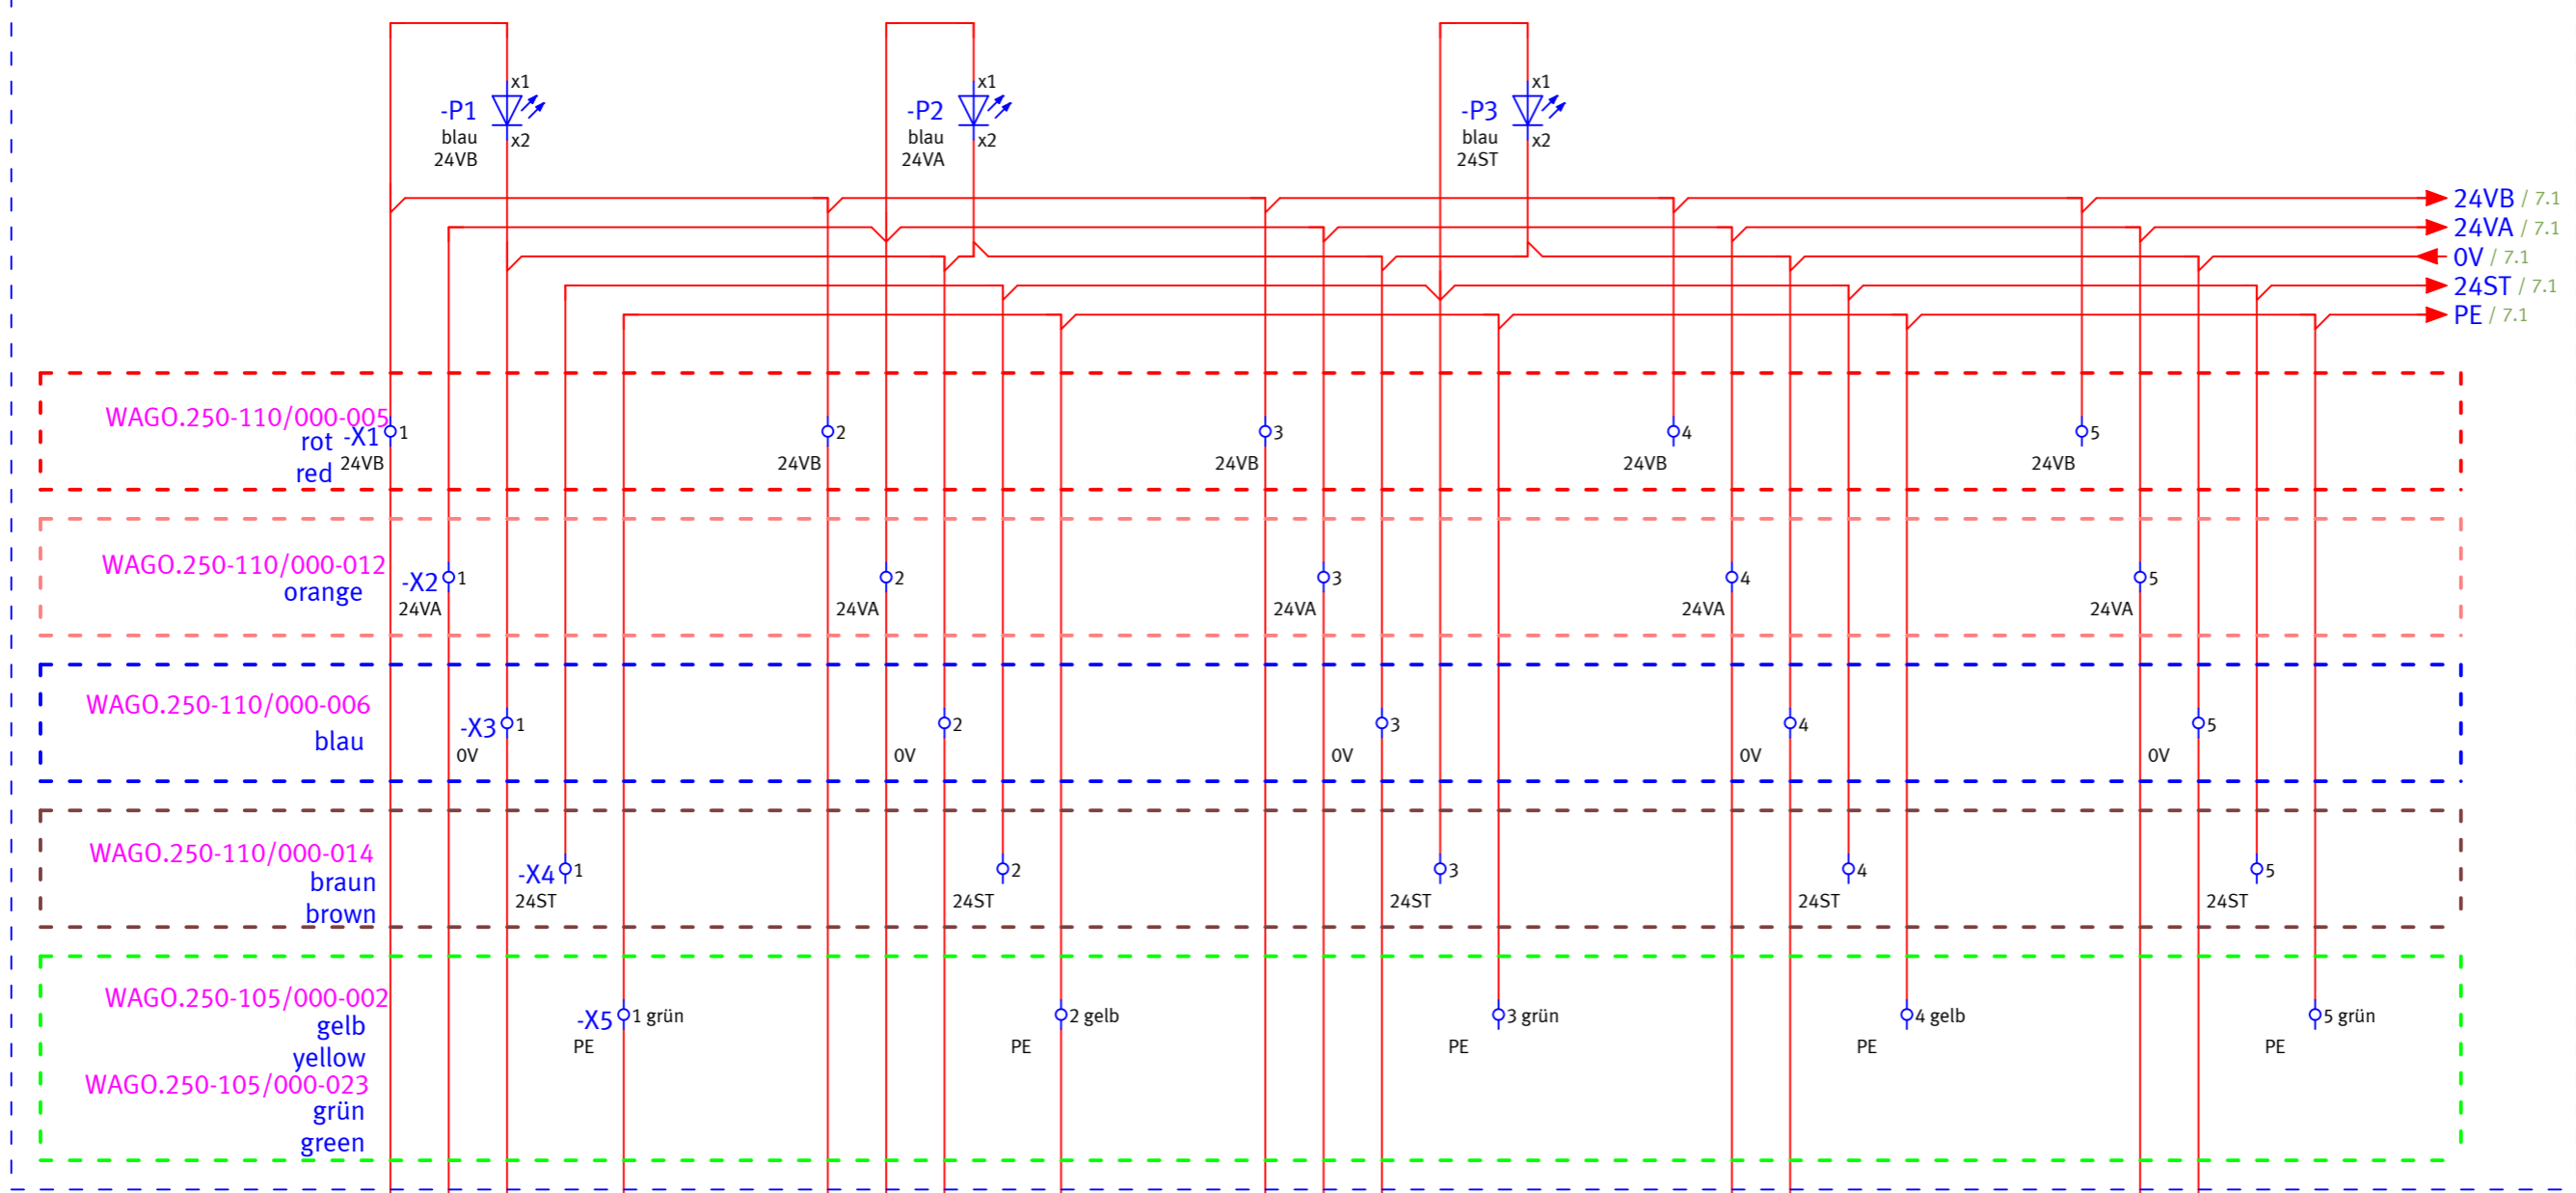 x1
-P1
blau
x2
24VB
x1
-P2
blau
x2
24VA
x1
-P3
blau
x2
24ST
24VB / 7.1
24VA / 7.1
0V / 7.1
24ST / 7.1
PE / 7.1
WAGO.250-110/000-005
rot
red
-X1 1
24VB
2
24VB
3
24VB
4
24VB
5
24VB
WAGO.250-110/000-012
orange
-X2 1
24VA
2
24VA
3
24VA
4
24VA
5
24VA
WAGO.250-110/000-006
blau
-X3 1
0V
2
0V
3
0V
4
0V
5
0V
WAGO.250-110/000-014
braun
brown
-X4 1
24ST
2
24ST
3
24ST
4
24ST
5
24ST
WAGO.250-105/000-002
gelb
yellow
WAGO.250-105/000-023
grün
green
-X5 1 grün
PE
2 gelb
PE
3 grün
PE
4 gelb
PE
5 grün
PE